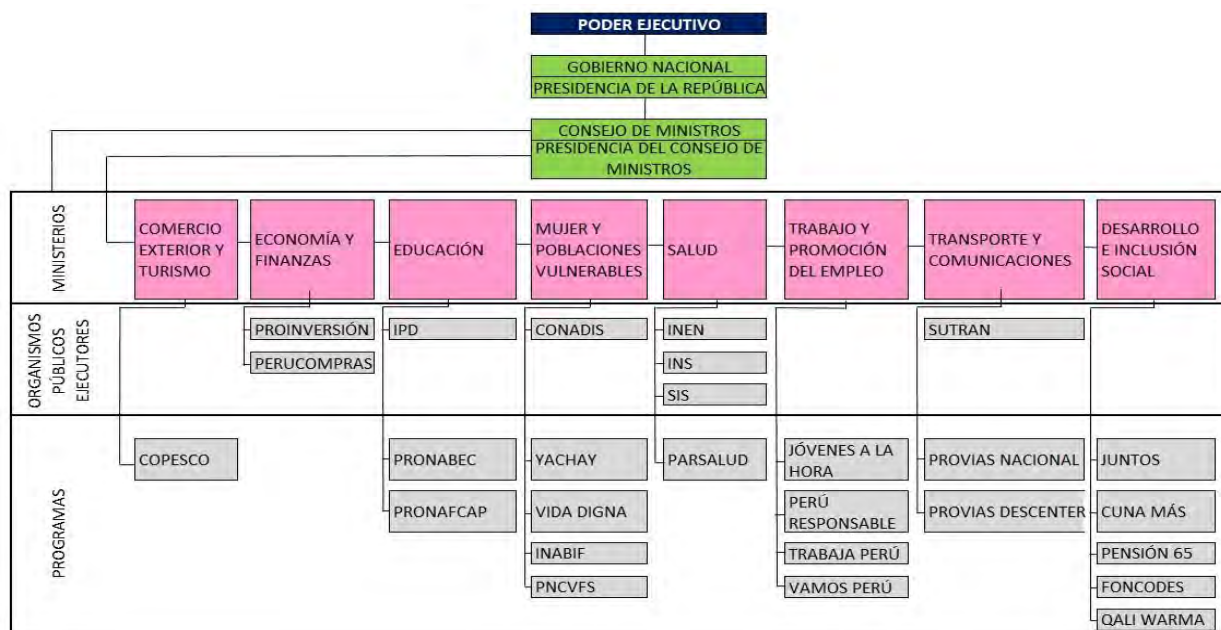 PODER EJECUTIVO
GOBIERNO NACIONAL
PRESIDENCIA DE LA REPÚBLICA
CONSEJO DE MINISTROS
PRESIDENCIA DEL CONSEJO DE
MINISTROS
MINISTERIOS
COMERCIO
EXTERIOR Y
TURISMO
ECONOMÍA Y
FINANZAS
EDUCACIÓN
MUJER Y
POBLACIONES
VULNERABLES
SALUD
TRABAJO Y
PROMOCIÓN
DEL EMPLEO
TRANSPORTE Y
COMUNICACIONES
DESARROLLO
E INCLUSIÓN
SOCIAL
ORGANISMOS
PÚBLICOS
EJECUTORES
PROINVERSIÓN
PERUCOMPRAS
IPD
CONADIS
INEN
INS
SIS
SUTRAN
PROGRAMAS
COPESCO
PRONABEC
PRONAFCAP
YACHAY
VIDA DIGNA
INABIF
PNCVFS
PARSALUD
JÓVENES A LA
HORA
PERÚ
RESPONSABLE
TRABAJA PERÚ
VAMOS PERÚ
PROVIAS NACIONAL
PROVIAS DESCENTER
JUNTOS
CUNA MÁS
PENSIÓN 65
FONCODES
QALI WARMA